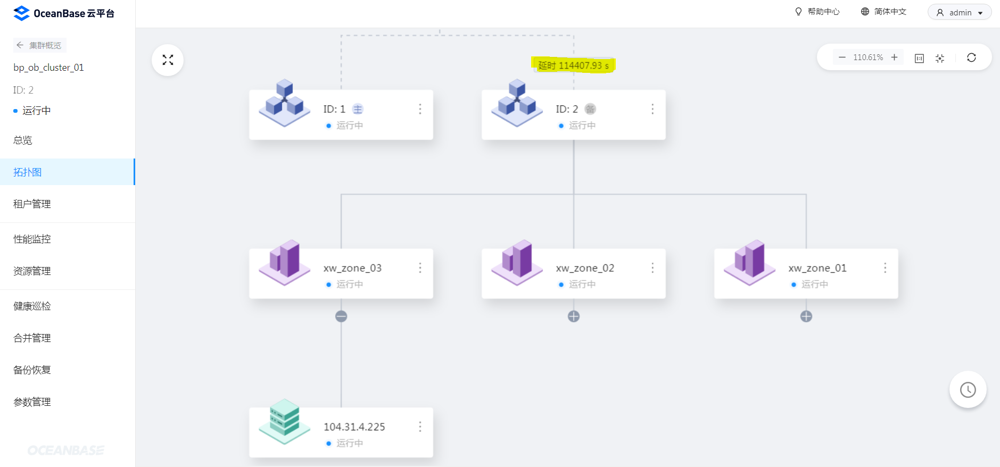 OceanBase 云平台
帮助中心
简体中文
admin
集群概览
bp_ob_cluster_01
ID: 2
运行中
总览
拓扑图
租户管理
性能监控
资源管理
健康巡检
合并管理
备份恢复
参数管理
OCEANBASE
110.61%
延时 114407.93 s
ID: 1 主
运行中
ID: 2 备
运行中
xw_zone_03
运行中
xw_zone_02
运行中
xw_zone_01
运行中
104.31.4.225
运行中